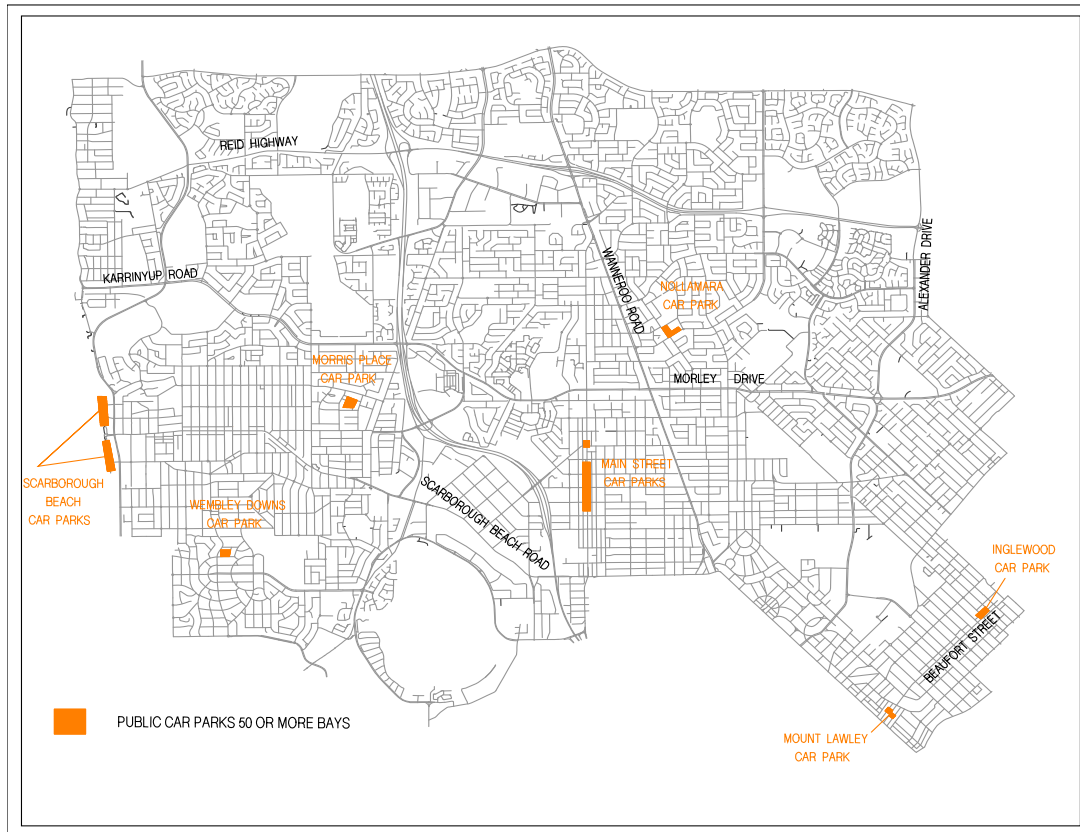 REID HIGHWAY
KARRINYUP ROAD
WANNEROO ROAD
ALEXANDER DRIVE
NOLLAMARA
CAR PARK
MORRIS PLACE
CAR PARK
MORLEY DRIVE
SCARBOROUGH
BEACH
CAR PARKS
MAIN STREET
CAR PARKS
SCARBOROUGH BEACH ROAD
WEMBLEY DOWNS
CAR PARK
INGLEWOOD
CAR PARK
BEAUFORT STREET
MOUNT LAWLEY
CAR PARK
PUBLIC CAR PARKS 50 OR MORE BAYS